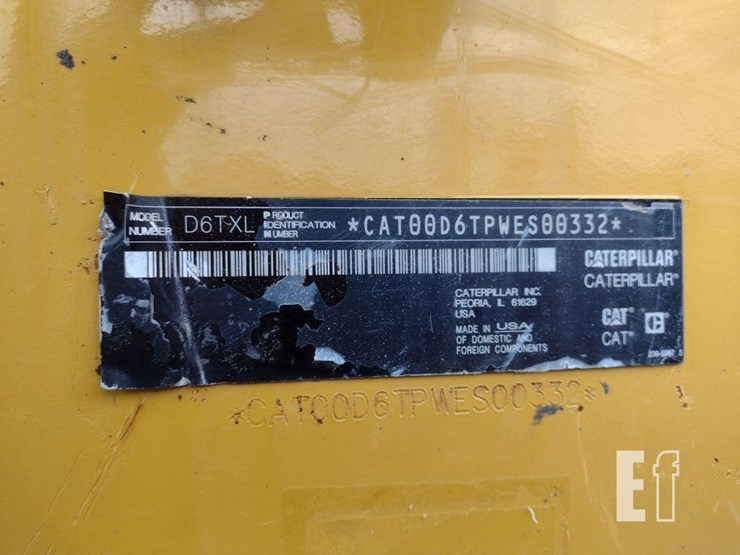 MODEL NUMBER D6T-XL PRODUCT IDENTIFICATION NUMBER *CAT00D6TPWES00332*
CATERPILLAR®
CATERPILLAR®
CATERPILLAR INC.
PEORIA, IL 61629
USA
CAT® C
CAT®
MADE IN USA
OF DOMESTIC AND
FOREIGN COMPONENTS
*CAT00D6TPWES00332*
Ef